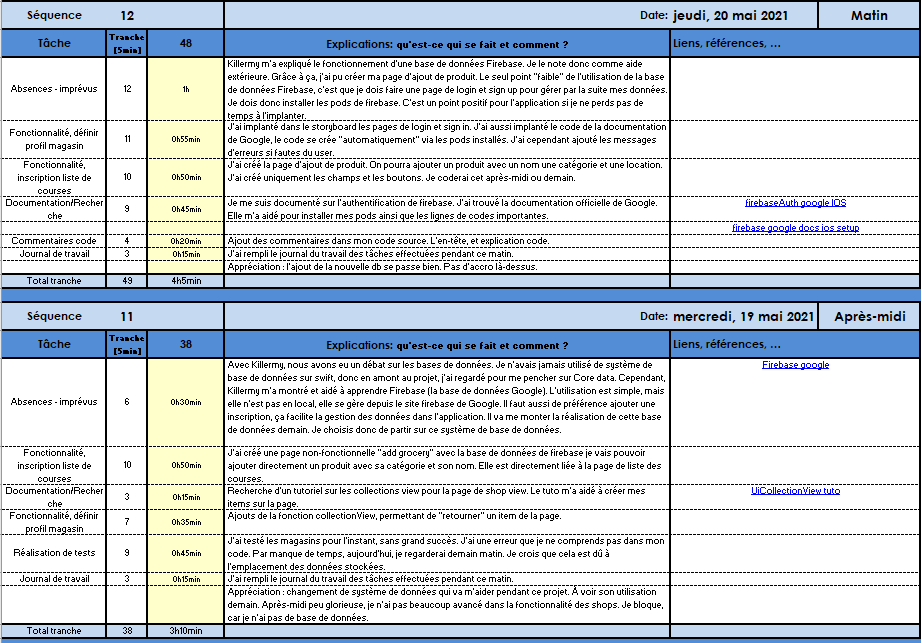 Séquence 12 Date: jeudi, 20 mai 2021 Matin
Tâche Tranche [5min] 48 Explications: qu'est-ce qui se fait et comment ? Liens, références, ...
Absences - imprévus 12 1h
Killermy m'a expliqué le fonctionnement d'une base de données Firebase. Je le note donc comme aide
extérieure. Grâce à ça, j'ai pu créer ma page d'ajout de produit. Le seul point "faible" de l'utilisation de la base
de données Firebase, c'est que je dois faire une page de login et sign up pour gérer par la suite mes données.
Je dois donc installer les pods de firebase. C'est un point positif pour l'application si je ne perds pas de
temps à l'implanter.
Fonctionnalité, définir
profil magasin
11 0h55min
J'ai implanté dans le storyboard les pages de login et sign in. J'ai aussi implanté le code de la documentation
de Google, le code se crée "automatiquement" via les pods installés. J'ai cependant ajouté les messages
d'erreurs si fautes du user.
Fonctionnalité,
inscription liste de
courses
10 0h50min
J'ai créé la page d'ajout de produit. On pourra ajouter un produit avec un nom une catégorie et une location.
J'ai créé uniquement les champs et les boutons. Je coderai cet après-midi ou demain.
Documentation/Recher
che
9 0h45min
Je me suis documenté sur l'authentification de firebase. J'ai trouvé la documentation officielle de Google.
Elle m'a aidé pour installer mes pods ainsi que les lignes de codes importantes.
firebaseAuth google IOS
firebase google docs ios setup
Commentaires code 4 0h20min Ajout des commentaires dans mon code source. L'en-tête, et explication code.
Journal de travail 3 0h15min J'ai rempli le journal du travail des tâches effectuées pendant ce matin.
Appréciation : l'ajout de la nouvelle db se passe bien. Pas d'accro là-dessus.
Total tranche 49 4h5min
Séquence 11 Date: mercredi, 19 mai 2021 Après-midi
Tâche Tranche [5min] 38 Explications: qu'est-ce qui se fait et comment ? Liens, références, ...
Absences - imprévus 6 0h30min
Avec Killermy, nous avons eu un débat sur les bases de données. Je n'avais jamais utilisé de système de
base de données sur swift, donc en amont au projet, j'ai regardé pour me pencher sur Core data. Cependant,
Killermy m'a montré et aidé à apprendre Firebase (la base de données Google). L'utilisation est simple, mais
elle n'est pas en local, elle se gère depuis le site firebase de Google. Il faut aussi de préférence ajouter une
inscription, ça facilite la gestion des données dans l'application. Il va me monter la réalisation de cette base
de données demain. Je choisis donc de partir sur ce système de base de données.
Firebase google
Fonctionnalité,
inscription liste de
courses
10 0h50min
J'ai créé une page non-fonctionnelle "add grocery" avec la base de données de firebase je vais pouvoir
ajouter directement un produit avec sa catégorie et son nom. Elle est directement liée à la page de liste des
courses.
Documentation/Recher
che
3 0h15min
Recherche d'un tutoriel sur les collections view pour la page de shop view. Le tuto m'a aidé à créer mes
items sur la page.
UiCollectionView tuto
Fonctionnalité, définir
profil magasin
7 0h35min
Ajouts de la fonction collectionView, permettant de "retourner" un item de la page.
Réalisation de tests 9 0h45min
J'ai testé les magasins pour l'instant, sans grand succès. J'ai une erreur que je ne comprends pas dans mon
code. Par manque de temps, aujourd'hui, je regarderai demain matin. Je crois que cela est dû à
l'emplacement des données stockées.
Journal de travail 3 0h15min J'ai rempli le journal du travail des tâches effectuées pendant ce matin.
Appréciation : changement de système de données qui va m'aider pendant ce projet. À voir son utilisation
demain. Après-midi peu glorieuse, je n'ai pas beaucoup avancé dans la fonctionnalité des shops. Je bloque,
car je n'ai pas de base de données.
Total tranche 38 3h10min